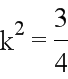 k² = 3/4